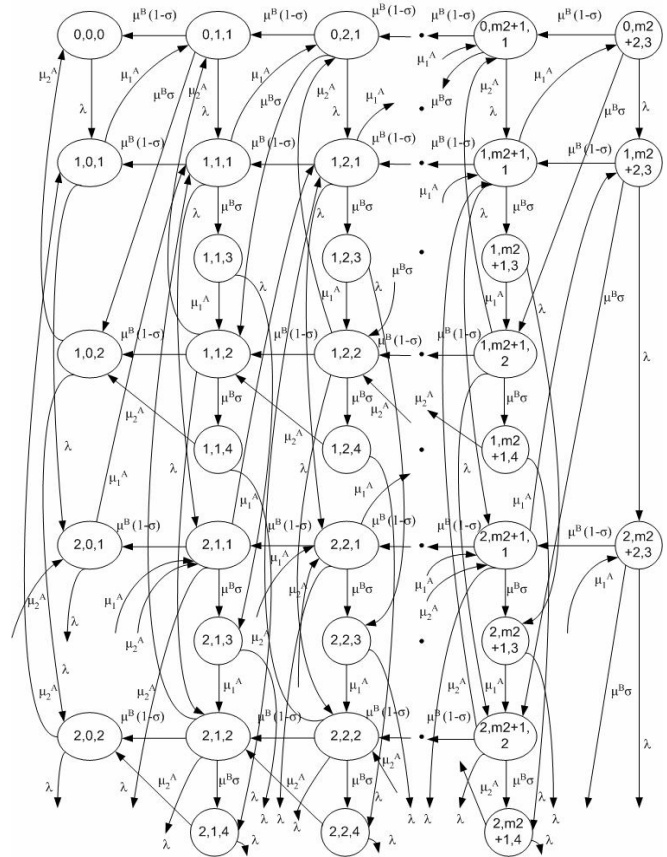 μᴮ(1-σ) μᴮ(1-σ) μᴮ(1-σ) μᴮ(1-σ)
0,0,0 0,1,1 0,2,1 0,m2+1,1 0,m2+2,3
μ₂ᴬ μ₁ᴬ μᴮσ μ₂ᴬ μ₁ᴬ μᴮσ μ₂ᴬ μ₁ᴬ μ₁ᴬ μ₂ᴬ μᴮσ μ₁ᴬ μᴮσ
λ λ λ λ λ
μᴮ(1-σ) μᴮ(1-σ) μᴮ(1-σ) μᴮ(1-σ)
1,0,1 1,1,1 1,2,1 1,m2+1,1 1,m2+2,3
μ₁ᴬ
λ μᴮσ λ μᴮσ λ μᴮσ
1,1,3 1,2,3 1,m2+1,3
μᴮσ
μ₁ᴬ λ μ₁ᴬ λ μ₁ᴬ λ μᴮσ
μᴮ(1-σ) μᴮ(1-σ) μᴮ(1-σ) μᴮ(1-σ)
1,0,2 1,1,2 1,2,2 1,m2+1,2
λ
μᴮσ μᴮσ μ₂ᴬ μ₂ᴬ μᴮσ
μ₂ᴬ μ₂ᴬ
1,1,4 1,2,4 1,m2+1,4
λ λ λ λ
μ₁ᴬ μ₁ᴬ μ₁ᴬ μ₁ᴬ
μᴮ(1-σ) μᴮ(1-σ) μᴮ(1-σ) μᴮ(1-σ)
2,0,1 2,1,1 2,2,1 2,m2+1,1 2,m2+2,3
μ₂ᴬ μ₁ᴬ μ₂ᴬ μᴮσ μ₁ᴬ μ₂ᴬ μᴮσ μ₁ᴬ μ₂ᴬ μᴮσ μ₁ᴬ
λ
2,1,3 2,2,3 2,m2+1,3
μ₂ᴬ
μ₂ᴬ μ₂ᴬ μ₁ᴬ μ₁ᴬ μ₂ᴬ μ₁ᴬ μᴮσ
μᴮ(1-σ) μᴮ(1-σ) μᴮ(1-σ) μᴮ(1-σ)
2,0,2 2,1,2 2,2,2 2,m2+1,2
λ
μ₂ᴬ μᴮσ μ₂ᴬ μᴮσ μ₂ᴬ μ₂ᴬ μᴮσ
λ λ λ λ λ λ λ λ λ λ
2,1,4 2,2,4 2,m2+1,4
λ λ λ λ λ